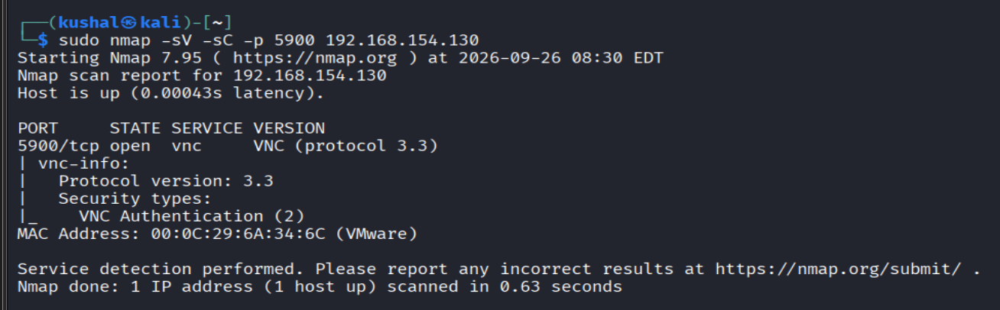 ┌──(kushal㉿kali)-[~]
└─$ sudo nmap -sV -sC -p 5900 192.168.154.130
Starting Nmap 7.95 ( https://nmap.org ) at 2026-09-26 08:30 EDT
Nmap scan report for 192.168.154.130
Host is up (0.00043s latency).
PORT     STATE SERVICE VERSION
5900/tcp open  vnc     VNC (protocol 3.3)
| vnc-info:
|   Protocol version: 3.3
|   Security types:
|_    VNC Authentication (2)
MAC Address: 00:0C:29:6A:34:6C (VMware)
Service detection performed. Please report any incorrect results at https://nmap.org/submit/ .
Nmap done: 1 IP address (1 host up) scanned in 0.63 seconds